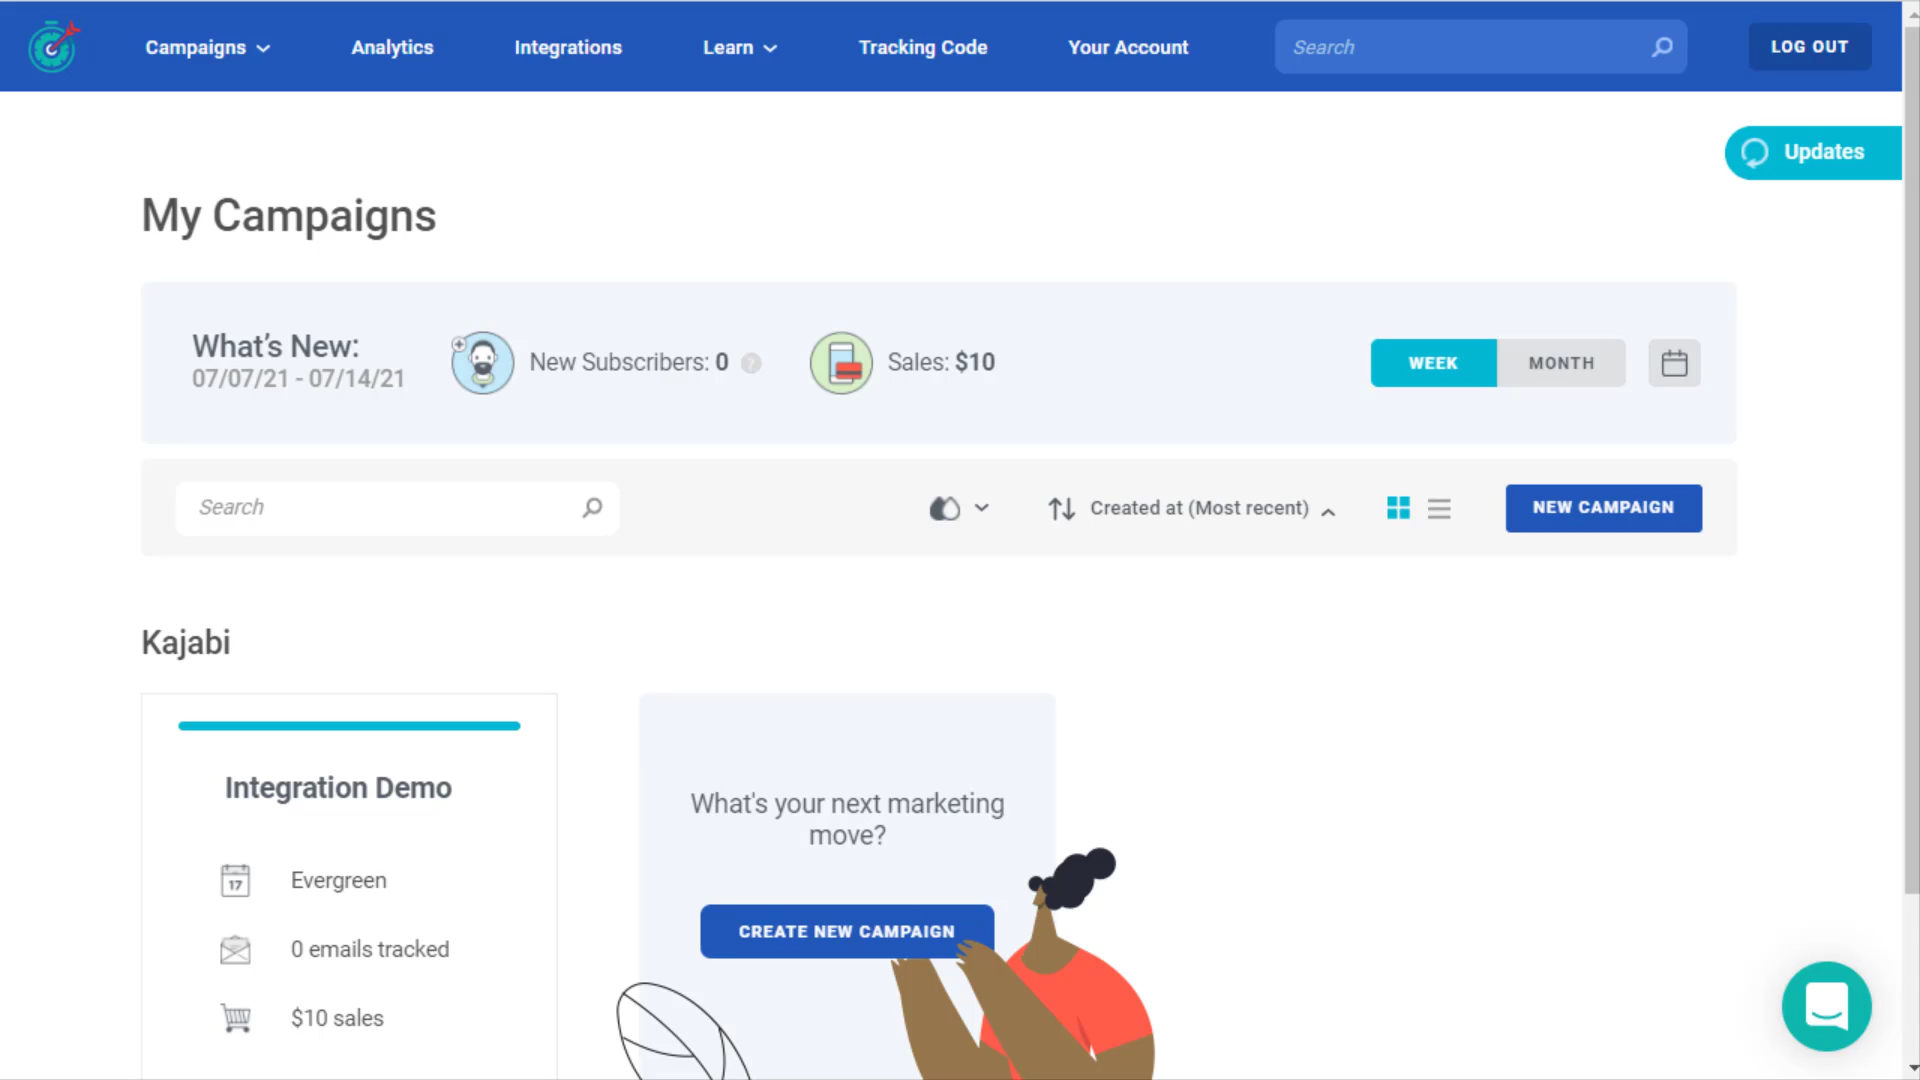 Campaigns
Analytics
Integrations
Learn
Tracking Code
Your Account
Search
LOG OUT
Updates
My Campaigns
What's New:
07/07/21 - 07/14/21
New Subscribers: 0 ?
Sales: $10
WEEK
MONTH
Search
Created at (Most recent)
NEW CAMPAIGN
Kajabi
Integration Demo
17
Evergreen
0 emails tracked
$10 sales
What's your next marketing
move?
CREATE NEW CAMPAIGN